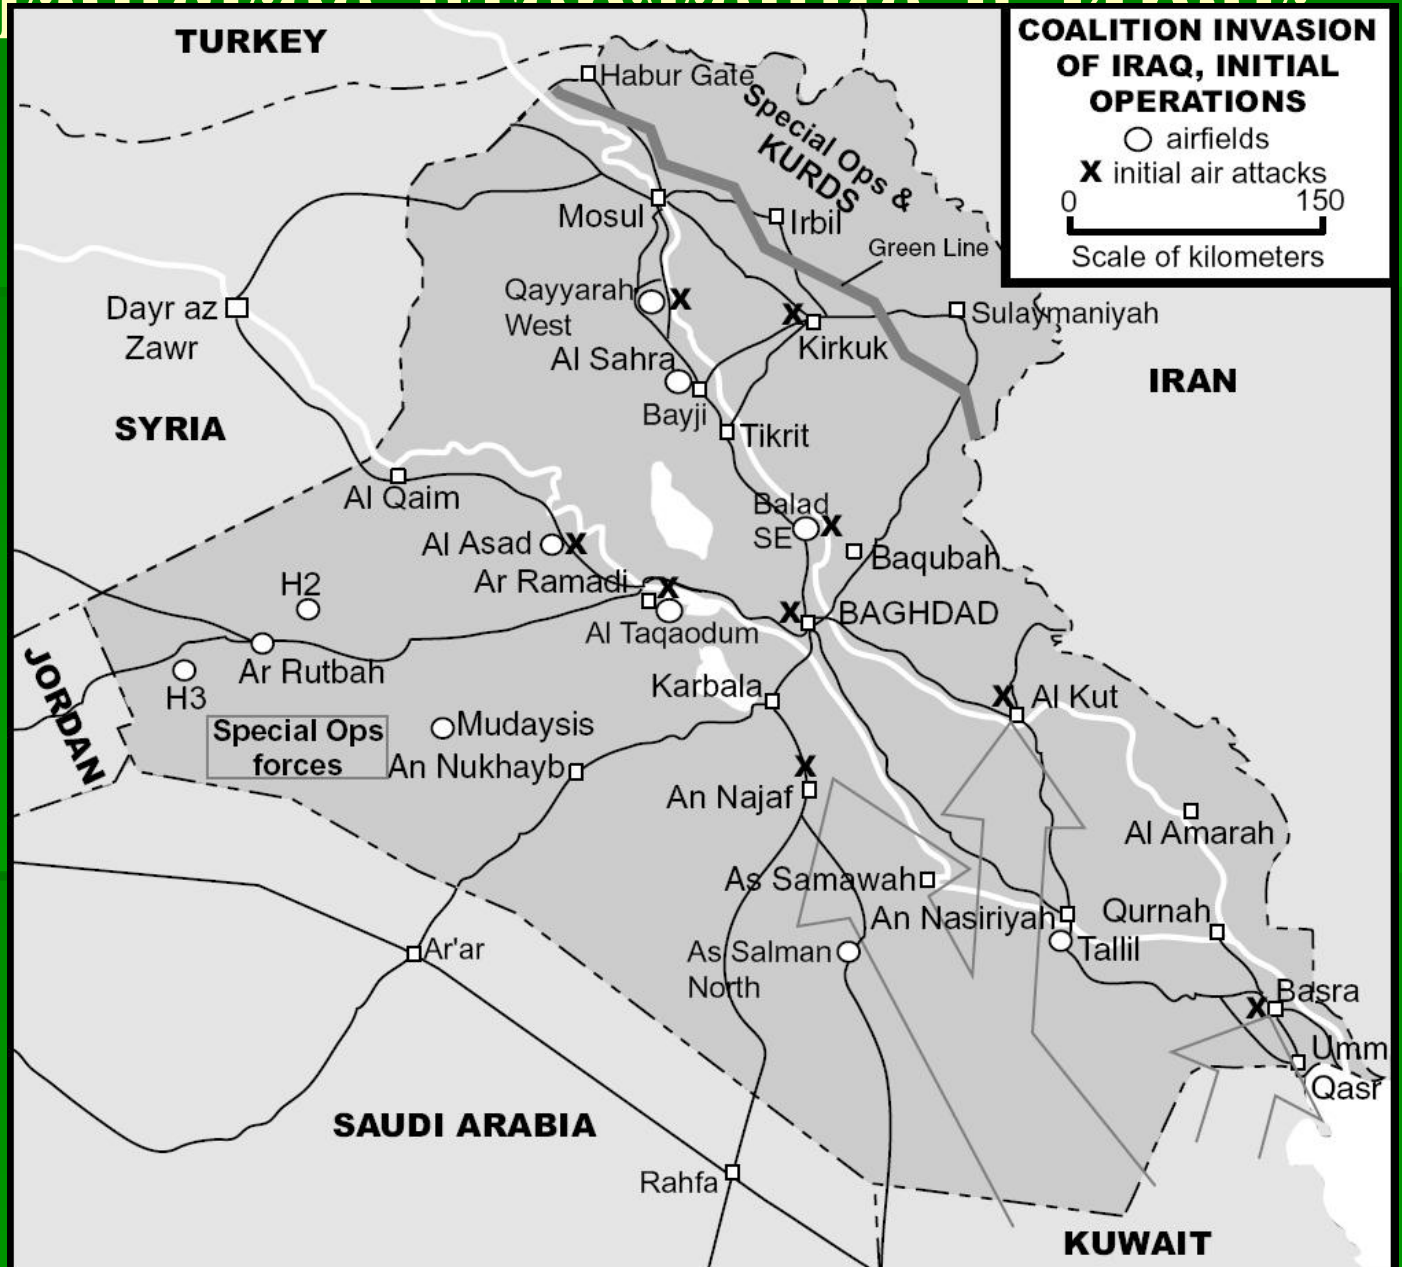 TURKEY
COALITION INVASION
OF IRAQ, INITIAL
OPERATIONS
airfields
X initial air attacks
0 150
Scale of kilometers
Habur Gate
Special Ops &
KURDS
Mosul
Irbil
Green Line
Qayyarah
West
X
X
Sulaymaniyah
Dayr az
Zawr
Kirkuk
Al Sahra
IRAN
SYRIA
Bayji
Tikrit
Al Qaim
Balad
SE
X
Al Asad
X
Baqubah
H2
Ar Ramadi
X
X
BAGHDAD
Al Taqaodum
JORDAN
Ar Rutbah
H3
Karbala
X
Al Kut
Special Ops
forces
Mudaysis
An Nukhayb
X
An Najaf
Al Amarah
As Samawah
An Nasiriyah
Qurnah
Ar'ar
As Salman
North
Tallil
Basra
X
Umm
Qasr
SAUDI ARABIA
Rahfa
KUWAIT